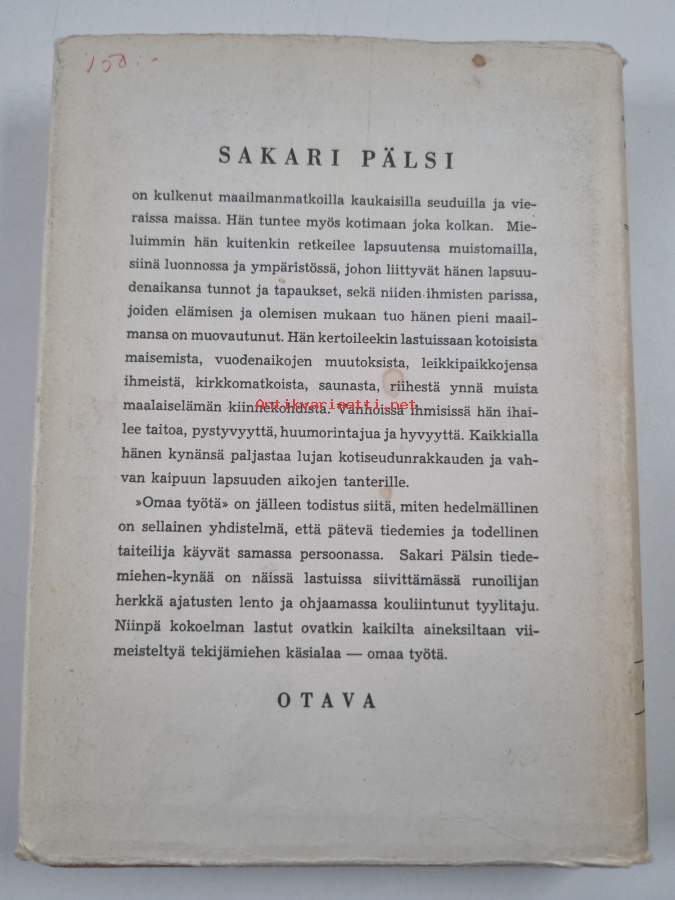 150:-
SAKARI PÄLSI
on kulkenut maailmanmatkoilla kaukaisilla seuduilla ja vie-
raissa maissa. Hän tuntee myös kotimaan joka kolkan. Mie-
luimmin hän kuitenkin retkeilee lapsuutensa muistomailla,
siinä luonnossa ja ympäristössä, johon liittyvät hänen lapsuu-
denaikansa tunnot ja tapaukset, sekä niiden ihmisten parissa,
joiden elämisen ja olemisen mukaan tuo hänen pieni maail-
mansa on muovautunut. Hän kertoileekin lastuissaan kotoisista
maisemista, vuodenaikojen muutoksista, leikkipaikkojensa
ihmeistä, kirkkomatkoista, saunasta, riihestä ynnä muista
maalaiselämän kiinnekohdista. Vanhoissa ihmisissä hän ihai-
Antikvariaatti.net
lee taitoa, pystyvyyttä, huumorintajua ja hyvyyttä. Kaikkialla
hänen kynänsa paljastaa lujan kotiseudunrakkauden ja vah-
van kaipuun lapsuuden aikojen tanterille.
»Omaa työtä» on jälleen todistus siitä, miten hedelmällinen
on sellainen yhdistelmä, että pätevä tiedemies ja todellinen
taiteilija käyvät samassa persoonassa. Sakari Pälsin tiede-
miehen-kynää on näissä lastuissa siivittämässä runoilijan
herkkä ajatusten lento ja ohjaamassa kouliintunut tyylitaju.
Niinpä kokoelman lastut ovatkin kaikilta aineksiltaan vii-
meisteltyä tekijämiehen käsialaa — omaa työtä.
OTAVA